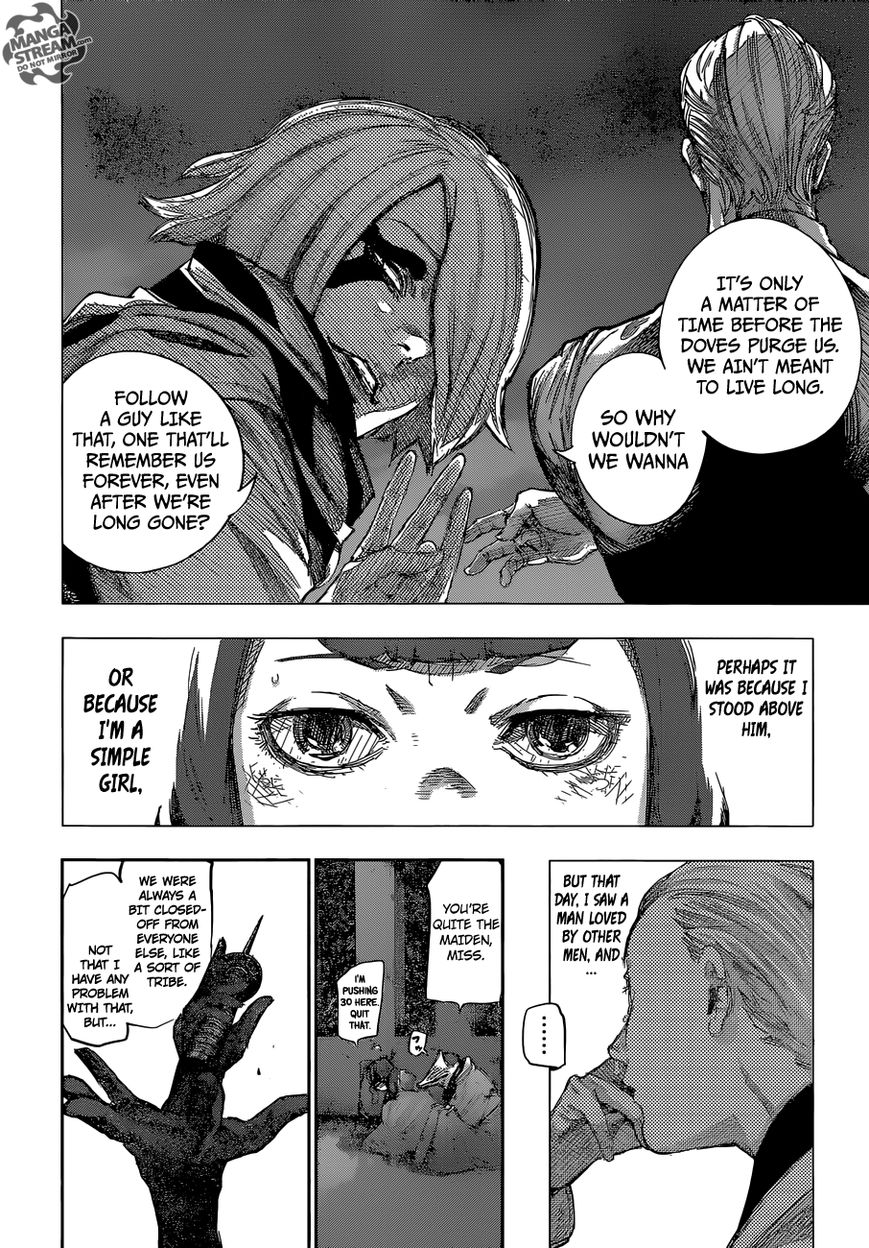 MANGA
STREAM.com
DO NOT MIRROR
IT'S ONLY
A MATTER OF
TIME BEFORE THE
DOVES PURGE US.
WE AIN'T MEANT
TO LIVE LONG.
SO WHY
WOULDN'T
WE WANNA
FOLLOW
A GUY LIKE
THAT, ONE THAT'LL
REMEMBER US
FOREVER, EVEN
AFTER WE'RE
LONG GONE?
PERHAPS IT
WAS BECAUSE I
STOOD ABOVE
HIM,
OR
BECAUSE
I'M A
SIMPLE
GIRL,
BUT THAT
DAY, I SAW A
MAN LOVED
BY OTHER
MEN, AND
...
......
YOU'RE
QUITE THE
MAIDEN,
MISS.
I'M
PUSHING
30 HERE.
QUIT
THAT.
WE WERE
ALWAYS A
BIT CLOSED-
OFF FROM
EVERYONE
ELSE, LIKE
A SORT OF
TRIBE.
NOT
THAT I
HAVE ANY
PROBLEM
WITH THAT,
BUT...